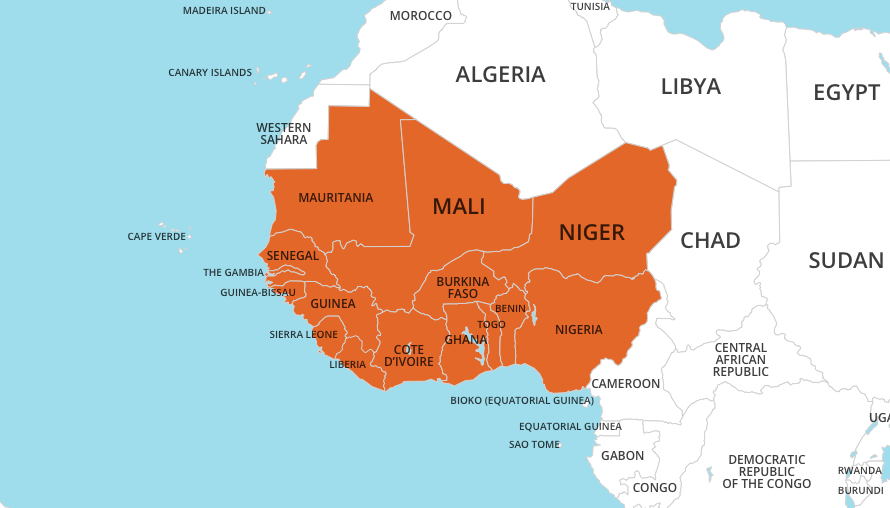 MADEIRA ISLAND
MOROCCO
TUNISIA
CANARY ISLANDS
ALGERIA
LIBYA
EGYPT
WESTERN
SAHARA
MAURITANIA
MALI
NIGER
CHAD
SUDAN
CAPE VERDE
SENEGAL
THE GAMBIA
GUINEA-BISSAU
GUINEA
BURKINA
FASO
BENIN
TOGO
NIGERIA
SIERRA LEONE
GHANA
COTE
D'IVOIRE
LIBERIA
CENTRAL
AFRICAN
REPUBLIC
CAMEROON
BIOKO (EQUATORIAL GUINEA)
EQUATORIAL GUINEA
SAO TOME
GABON
CONGO
DEMOCRATIC
REPUBLIC
OF THE CONGO
UGA
RWANDA
BURUNDI